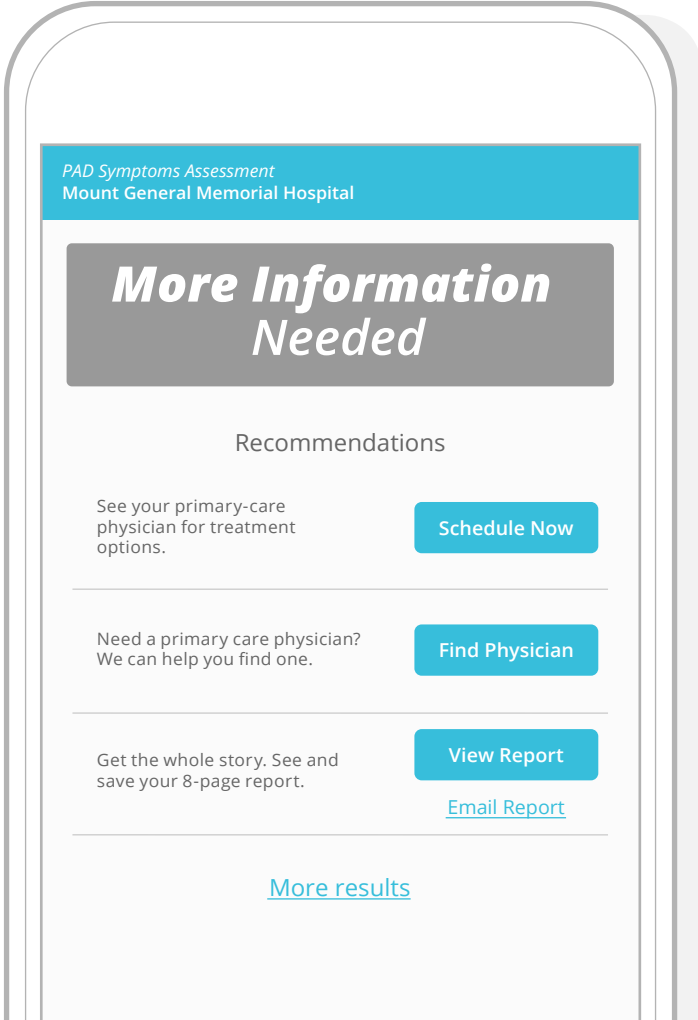 PAD Symptoms Assessment
Mount General Memorial Hospital
More Information
Needed
Recommendations
See your primary-care
physician for treatment
options.
Schedule Now
Need a primary care physician?
We can help you find one.
Find Physician
Get the whole story. See and
save your 8-page report.
View Report
Email Report
More results